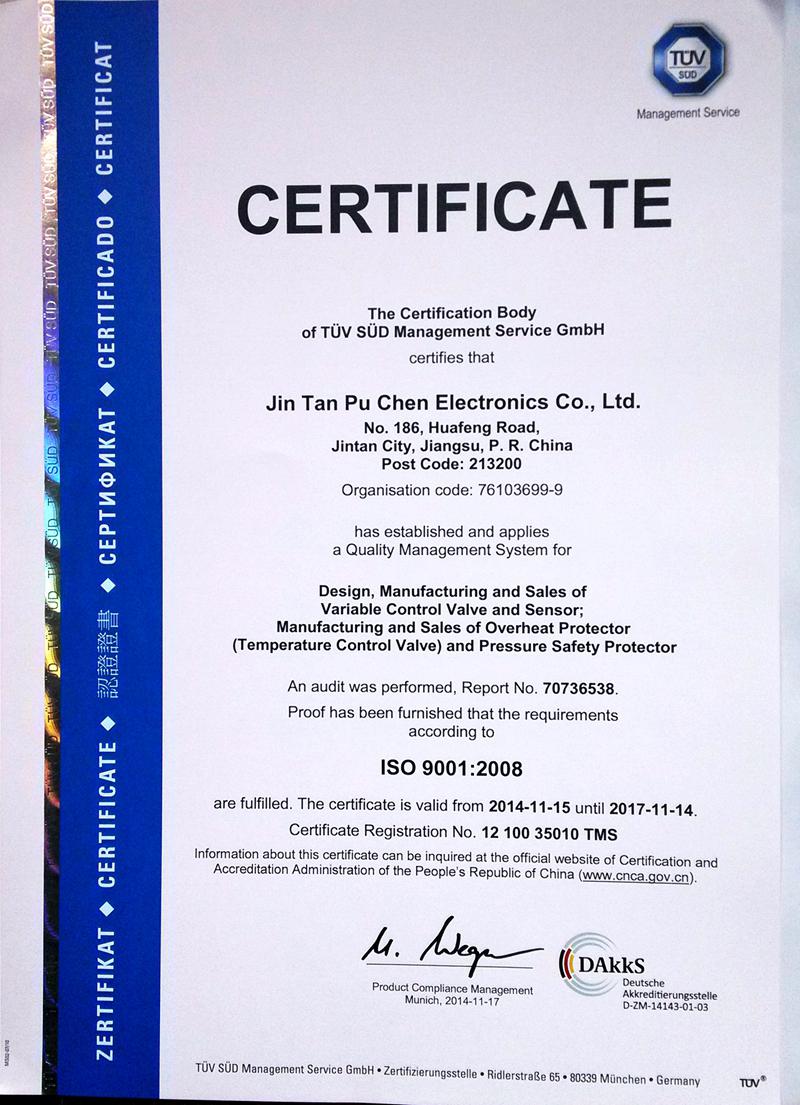 TÜV
SÜD
Management Service
CERTIFICATE
The Certification Body
of TÜV SÜD Management Service GmbH
certifies that
Jin Tan Pu Chen Electronics Co., Ltd.
No. 186, Huafeng Road,
Jintan City, Jiangsu, P. R. China
Post Code: 213200
Organisation code: 76103699-9
has established and applies
a Quality Management System for
Design, Manufacturing and Sales of
Variable Control Valve and Sensor;
Manufacturing and Sales of Overheat Protector
(Temperature Control Valve) and Pressure Safety Protector
An audit was performed, Report No. 70736538.
Proof has been furnished that the requirements
according to
ISO 9001:2008
are fulfilled. The certificate is valid from 2014-11-15 until 2017-11-14.
Certificate Registration No. 12 100 35010 TMS
Information about this certificate can be inquired at the official website of Certification and
Accreditation Administration of the People's Republic of China (www.cnca.gov.cn).
Product Compliance Management
Munich, 2014-11-17
DAkkS
Deutsche
Akkreditierungsstelle
D-ZM-14143-01-03
TÜV SÜD Management Service GmbH • Zertifizierungsstelle • Ridlerstraße 65 • 80339 München • Germany
TÜV®
ZERTIFIKAT ◆ CERTIFICATE ◆ 認證證書 ◆ СЕРТИФИКАТ ◆ CERTIFICADO ◆ CERTIFICAT
TÜV SÜD TÜV SÜD TÜV SÜD TÜV SÜD